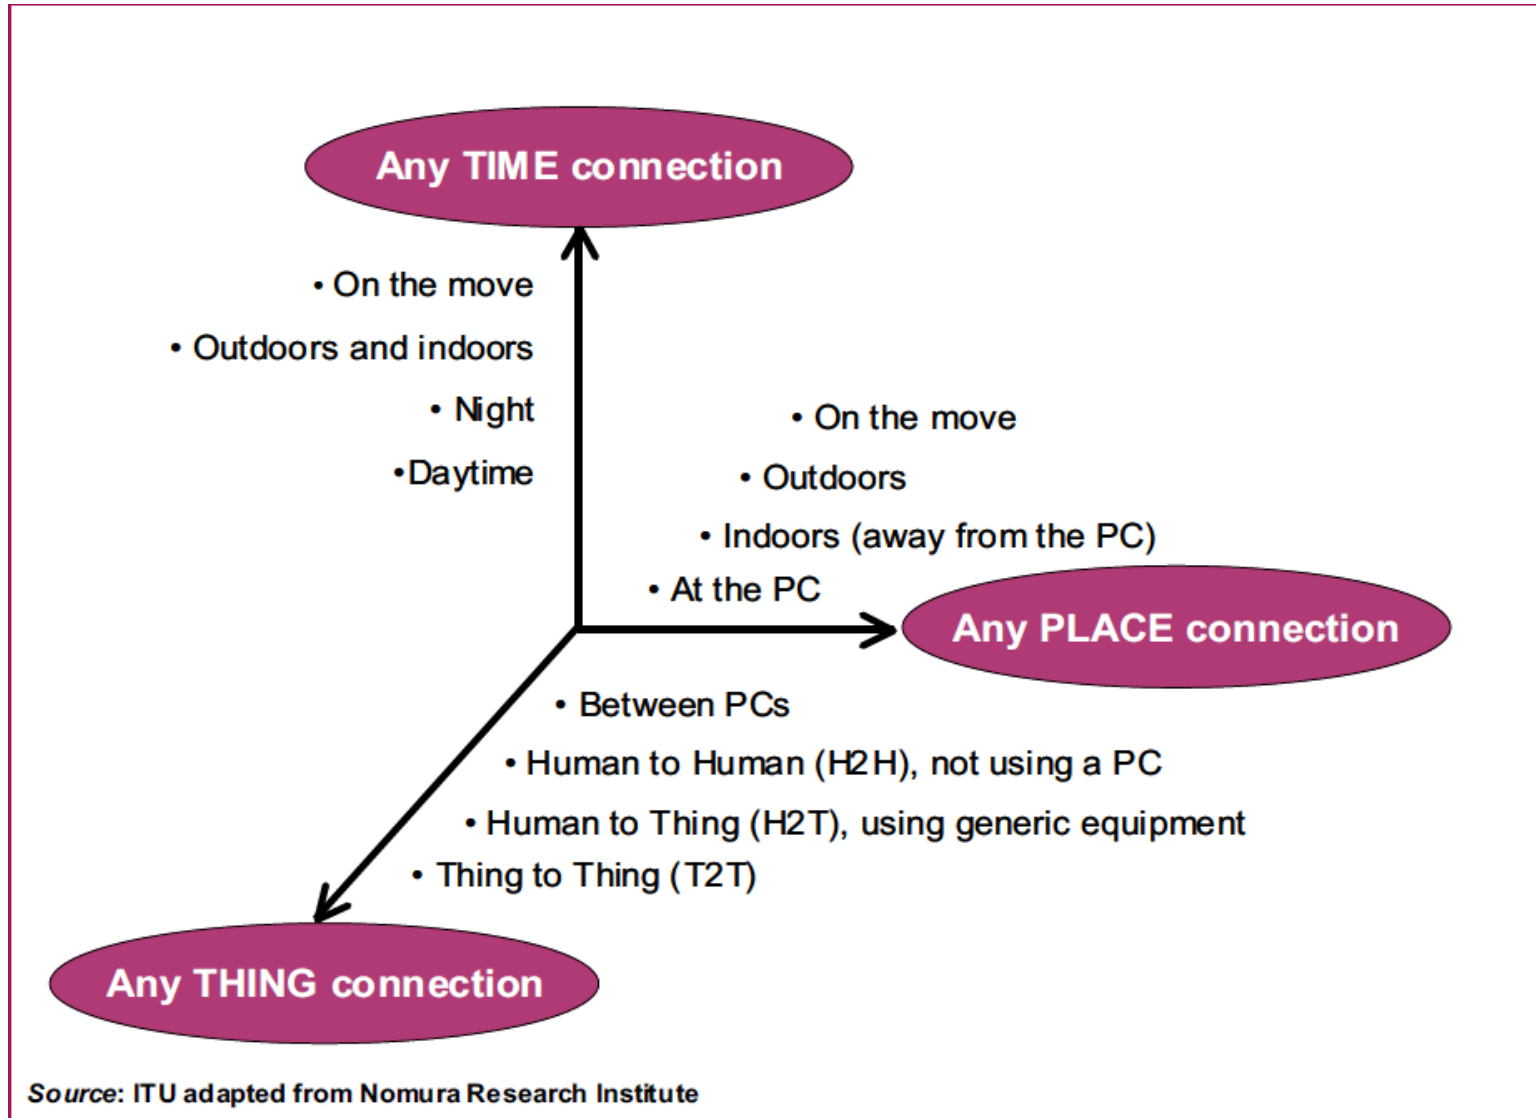 Any TIME connection
• On the move
• Outdoors and indoors
• Night
•Daytime
• On the move
• Outdoors
• Indoors (away from the PC)
• At the PC
Any PLACE connection
• Between PCs
• Human to Human (H2H), not using a PC
• Human to Thing (H2T), using generic equipment
• Thing to Thing (T2T)
Any THING connection
Source: ITU adapted from Nomura Research Institute